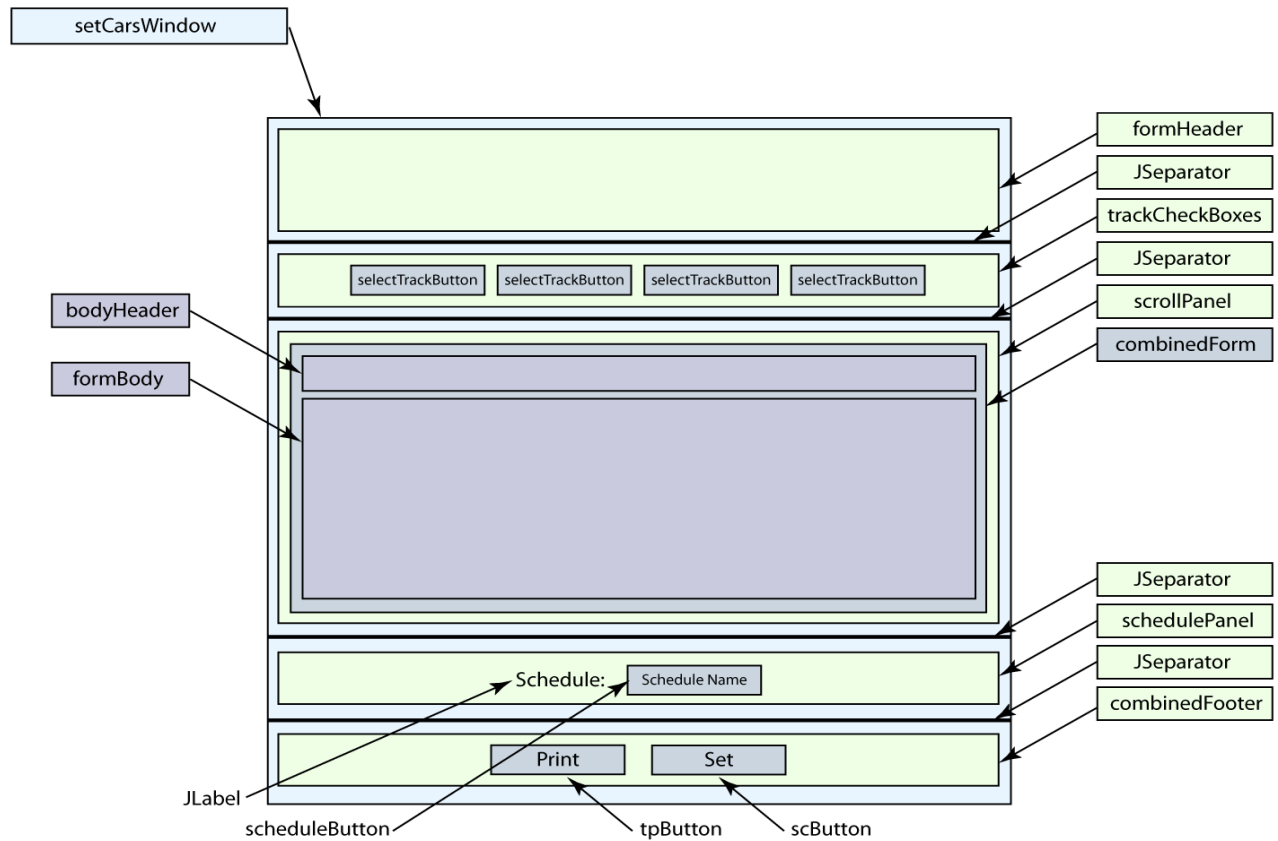 setCarsWindow
formHeader
JSeparator
trackCheckBoxes
JSeparator
selectTrackButton selectTrackButton selectTrackButton selectTrackButton
scrollPanel
bodyHeader
combinedForm
formBody
JSeparator
schedulePanel
JSeparator
Schedule: Schedule Name
combinedFooter
Print Set
JLabel
scheduleButton tpButton scButton